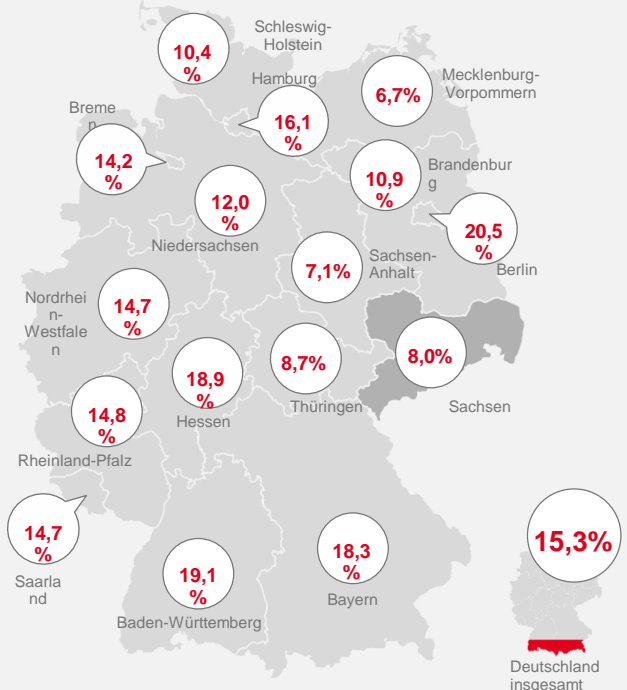 Schleswig-
Holstein
10,4
%
Hamburg
16,1
%
Mecklenburg-
Vorpommern
6,7%
Breme
n
14,2
%
12,0
%
Niedersachsen
10,9
%
Brandenbur
g
20,5
%
Berlin
7,1%
Sachsen-
Anhalt
Nordrhei
n-
Westfale
n
14,7
%
18,9
%
Hessen
8,7%
Thüringen
8,0%
Sachsen
14,8
%
Rheinland-Pfalz
14,7
%
Saarla
nd
19,1
%
Baden-Württemberg
18,3
%
Bayern
15,3%
Deutschland
insgesamt